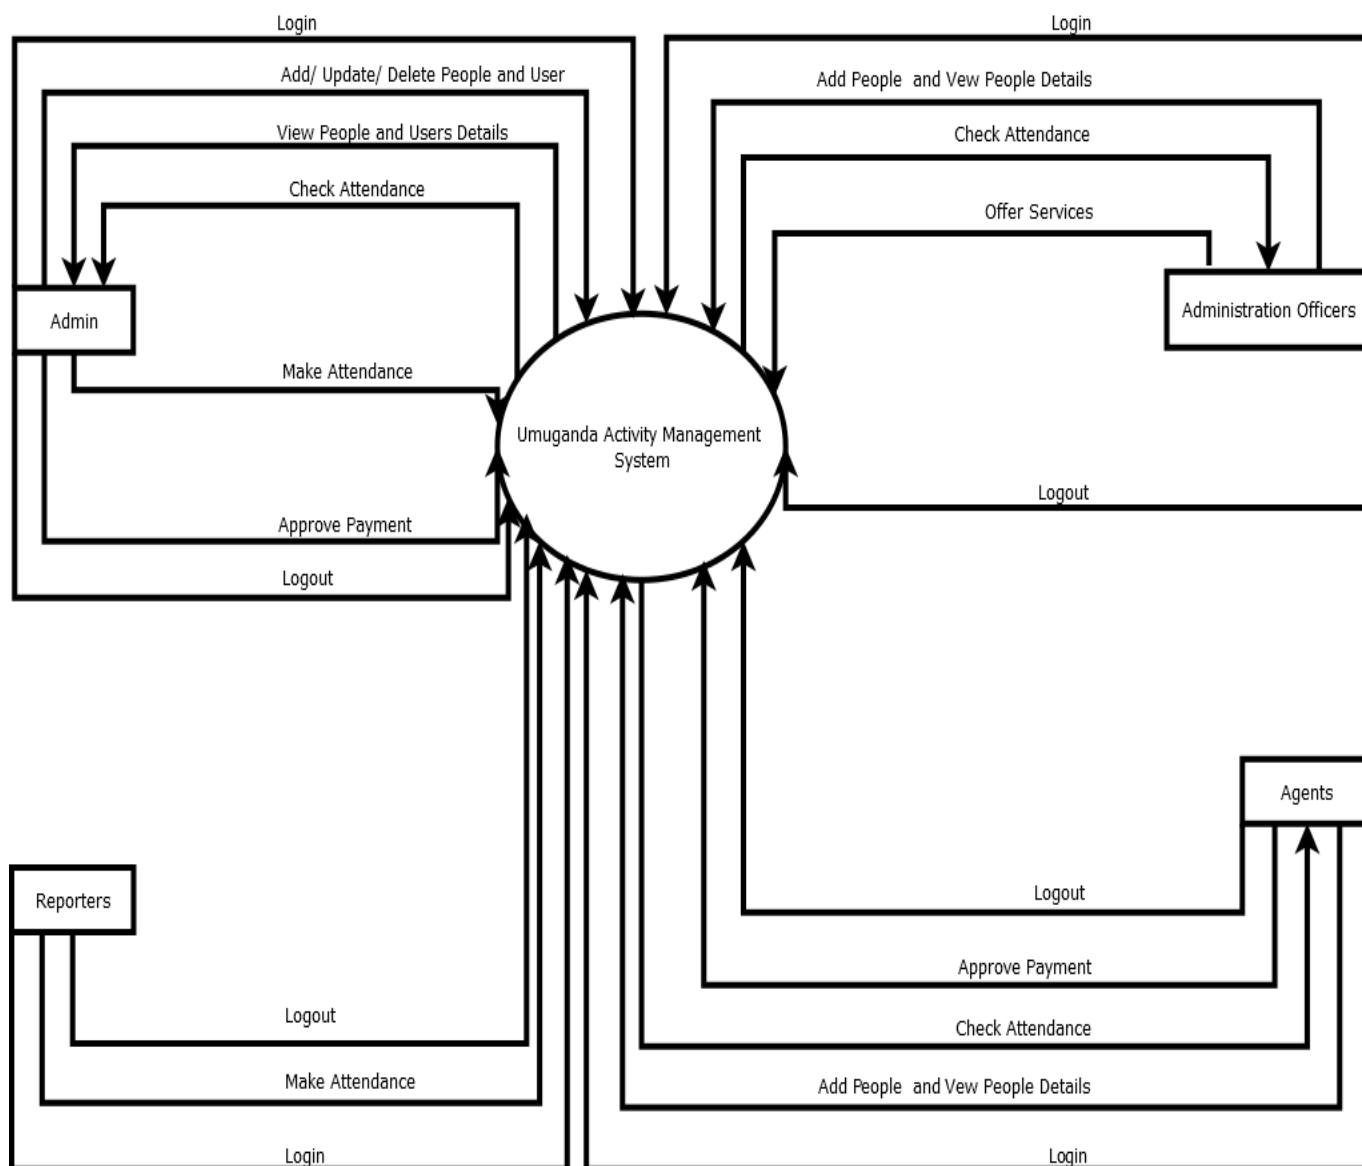 Login
Add/ Update/ Delete People and User
View People and Users Details
Check Attendance
Admin
Make Attendance
Approve Payment
Logout
Login
Add People  and Vew People Details
Check Attendance
Offer Services
Administration Officers
Umuganda Activity Management
System
Logout
Reporters
Logout
Make Attendance
Login
Agents
Logout
Approve Payment
Check Attendance
Add People  and Vew People Details
Login